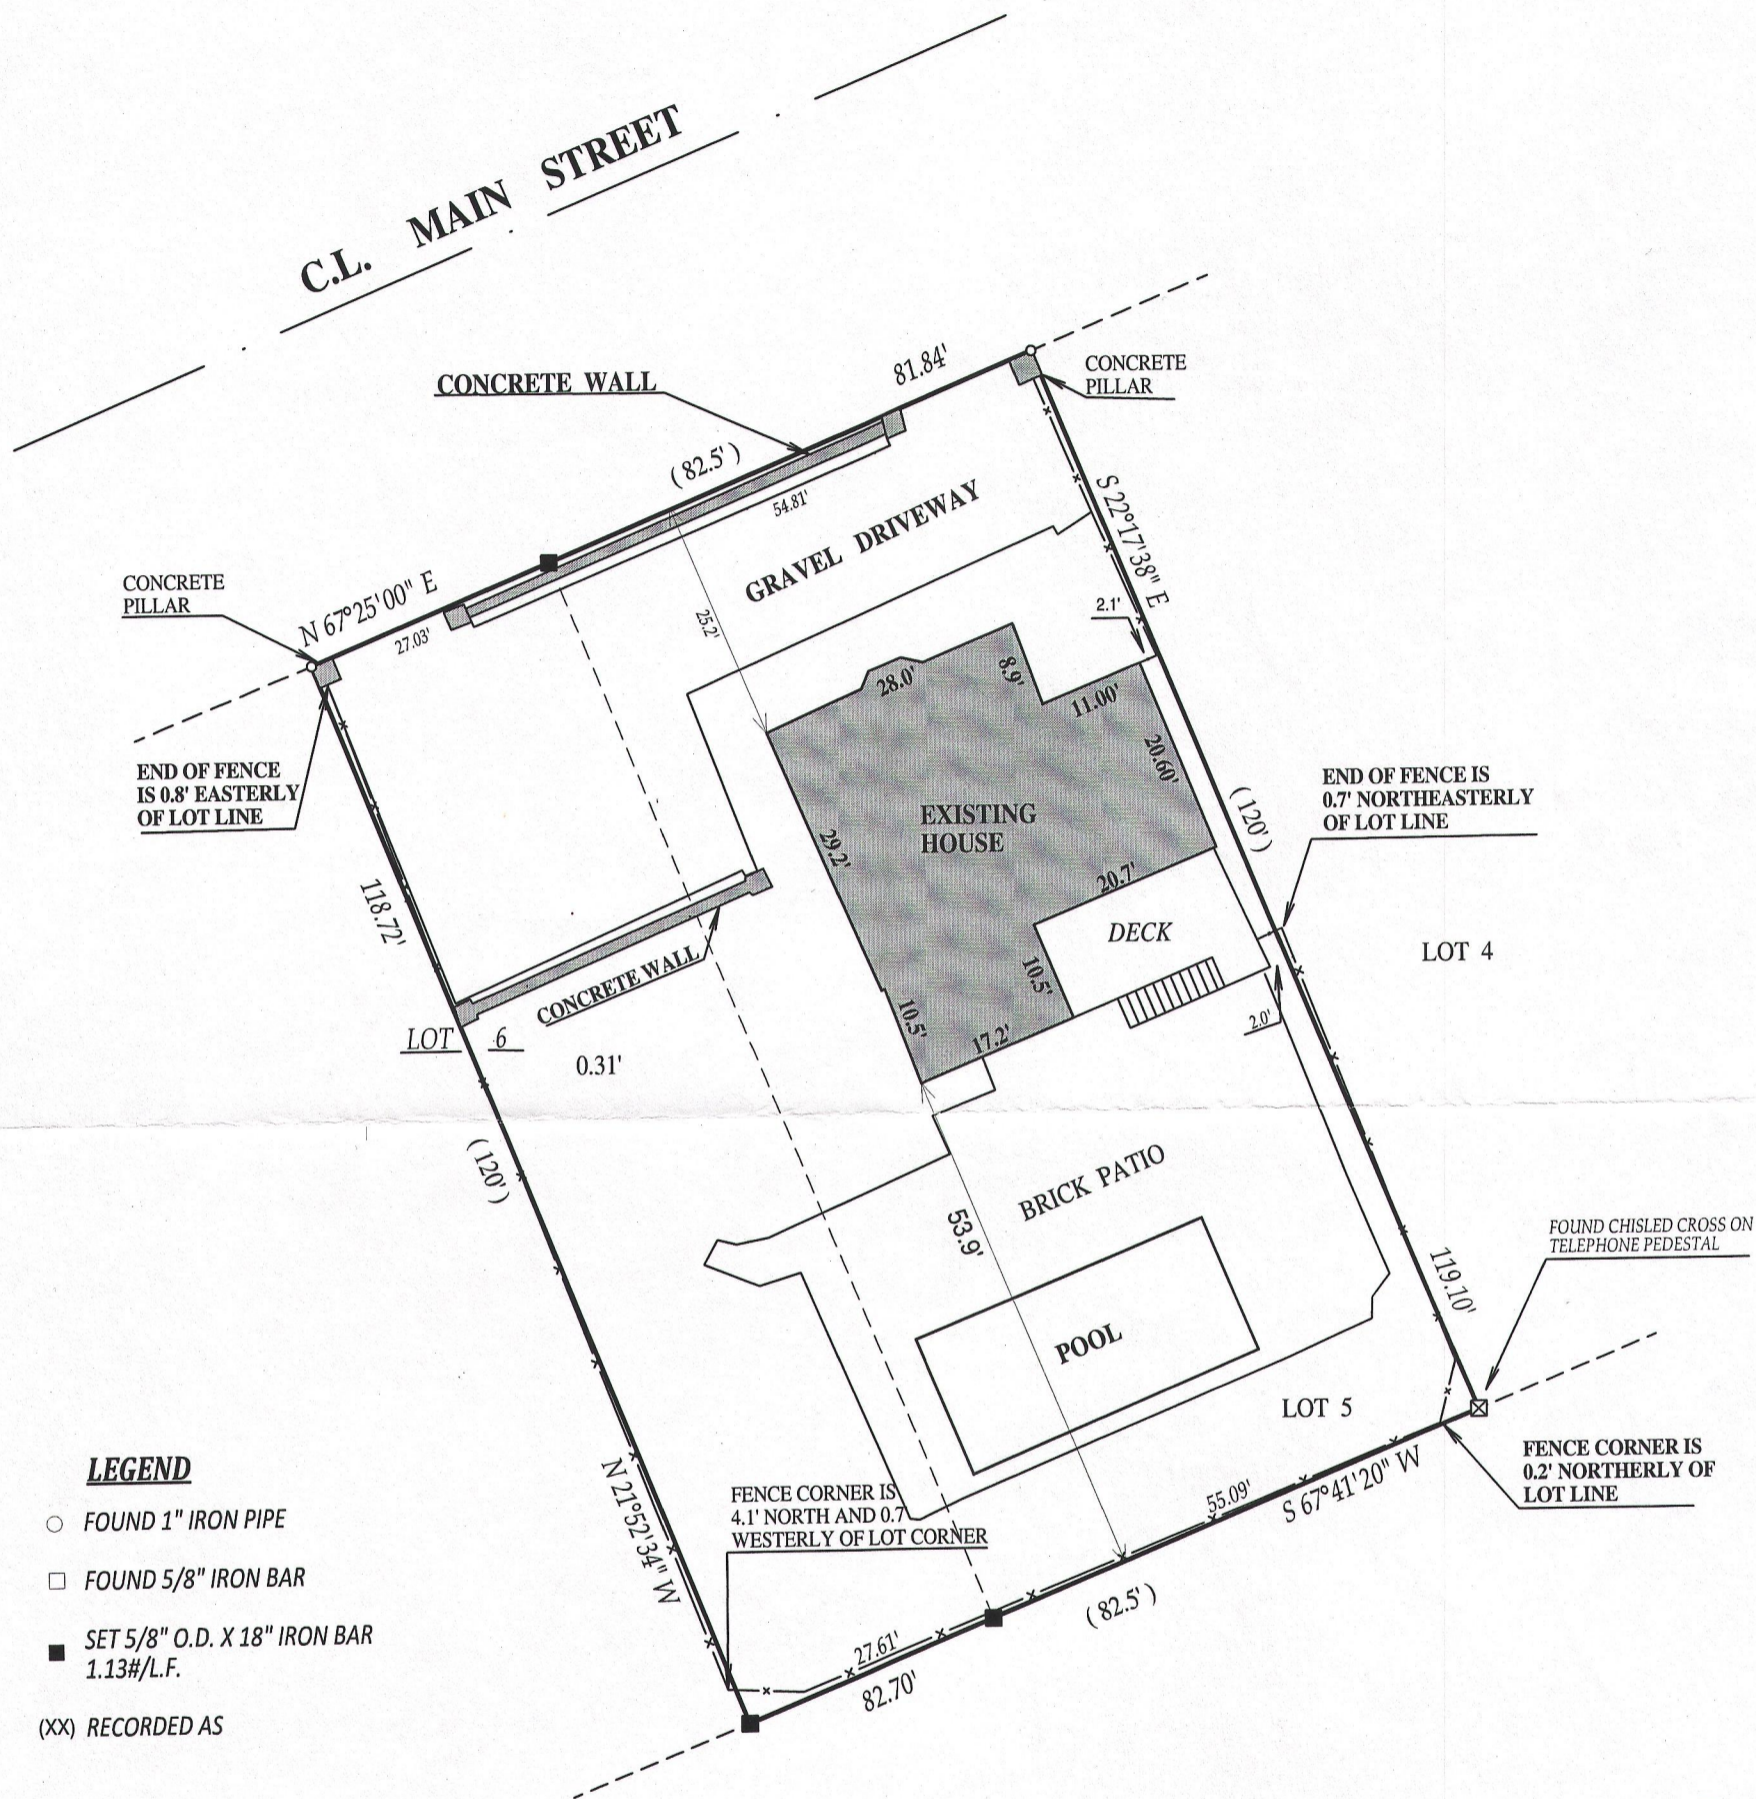 C.L. MAIN STREET
81.84'
CONCRETE
PILLAR
CONCRETE WALL
(82.5')
54.81'
GRAVEL DRIVEWAY
S 22°17'38" E
CONCRETE
PILLAR
N 67°25'00" E
27.03'
25.2'
2.1'
28.0'
8.9'
11.00'
20.60'
END OF FENCE
IS 0.8' EASTERLY
OF LOT LINE
END OF FENCE IS
0.7' NORTHEASTERLY
OF LOT LINE
(120')
EXISTING
HOUSE
29.2'
20.7'
118.72'
DECK
LOT 4
CONCRETE WALL
10.5'
10.5'
17.2'
2.0'
LOT 6
0.31'
(120')
BRICK PATIO
53.9'
FOUND CHISLED CROSS ON
TELEPHONE PEDESTAL
119.10'
POOL
LOT 5
FENCE CORNER IS
0.2' NORTHERLY OF
LOT LINE
S 67°41'20" W
55.09'
FENCE CORNER IS
4.1' NORTH AND 0.7
WESTERLY OF LOT CORNER
N 21°52'34" W
(82.5')
27.61'
82.70'
LEGEND
FOUND 1" IRON PIPE
FOUND 5/8" IRON BAR
SET 5/8" O.D. X 18" IRON BAR
1.13#/L.F.
(XX) RECORDED AS